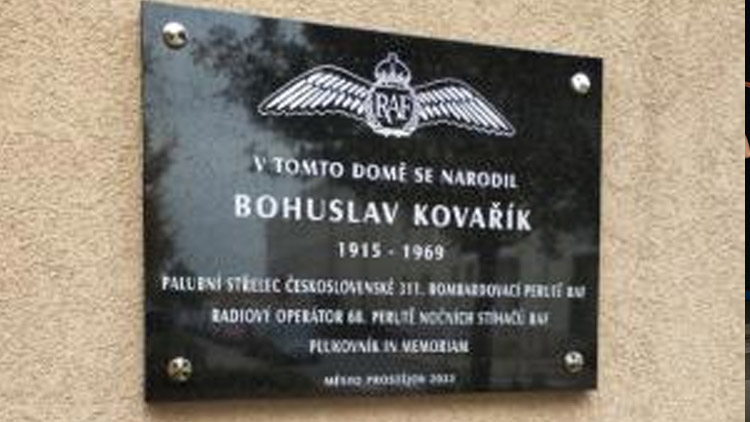 RAF
V TOMTO DOMĚ SE NARODIL
BOHUSLAV KOVAŘÍK
1915 - 1969
PALUBNÍ STŘELEC ČESKOSLOVENSKÉ 311. BOMBARDOVACÍ PERUTĚ RAF
RADIOVÝ OPERÁTOR 68. PERUTĚ NOČNÍCH STÍHAČŮ RAF
PLUKOVNÍK IN MEMORIAM
MĚSTO PROSTĚJOV 2022